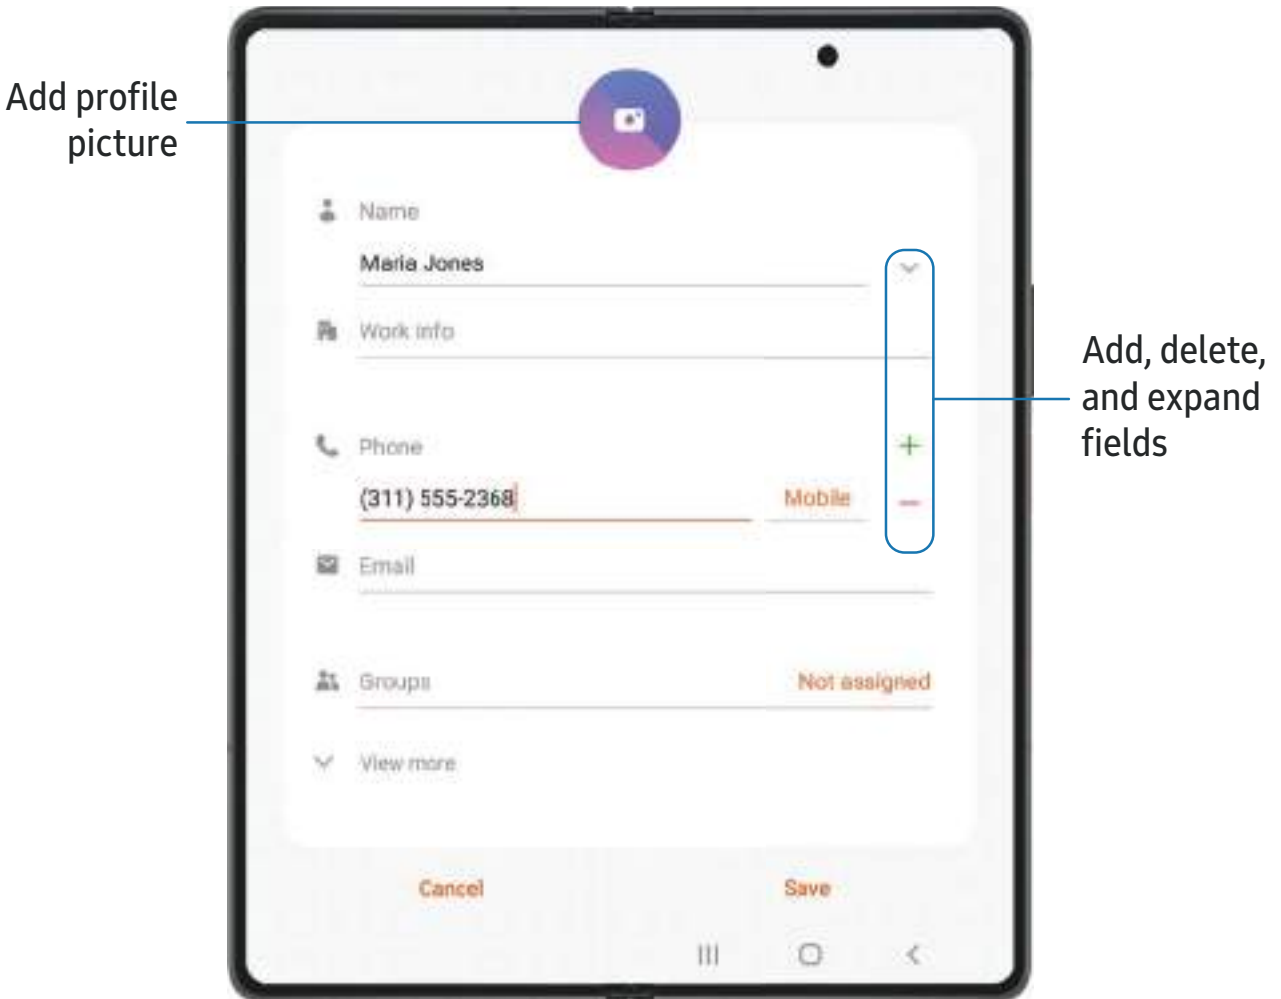 Add profile
picture
Name
Maria Jones
Work info
Add, delete,
and expand
fields
Phone
(311) 555-2368
Mobile
Email
Groups
Not assigned
View more
Cancel
Save